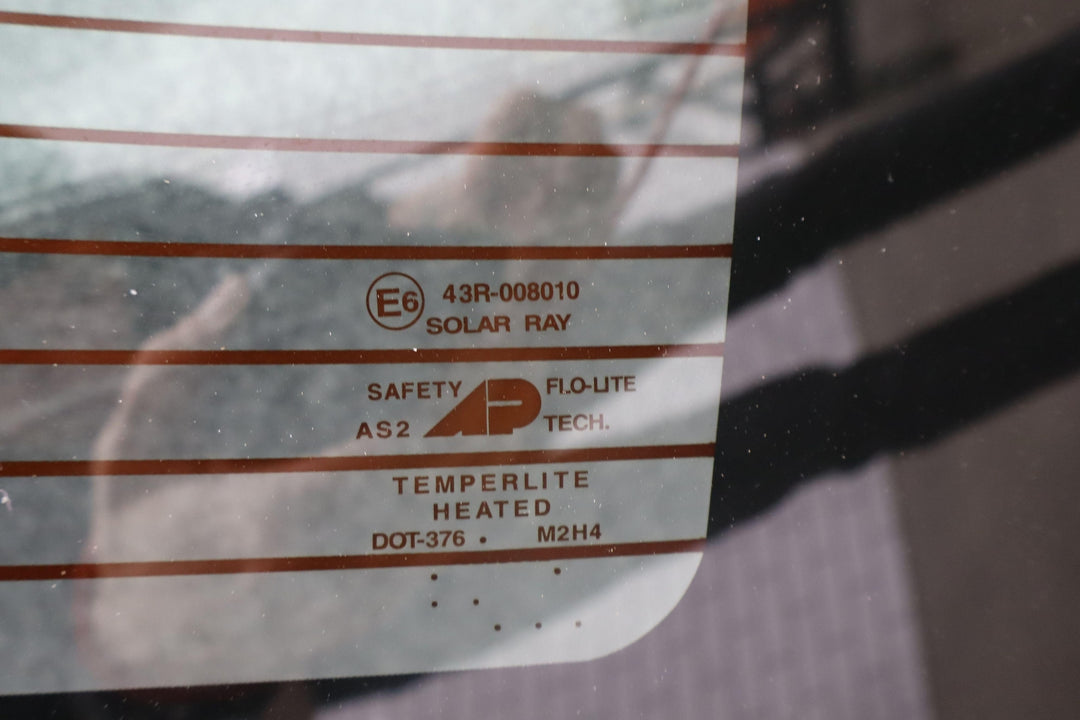 E6 43R-008010
SOLAR RAY
SAFETY AP FLO-LITE
AS2 TECH.
TEMPERLITE
HEATED
DOT-376 • M2H4